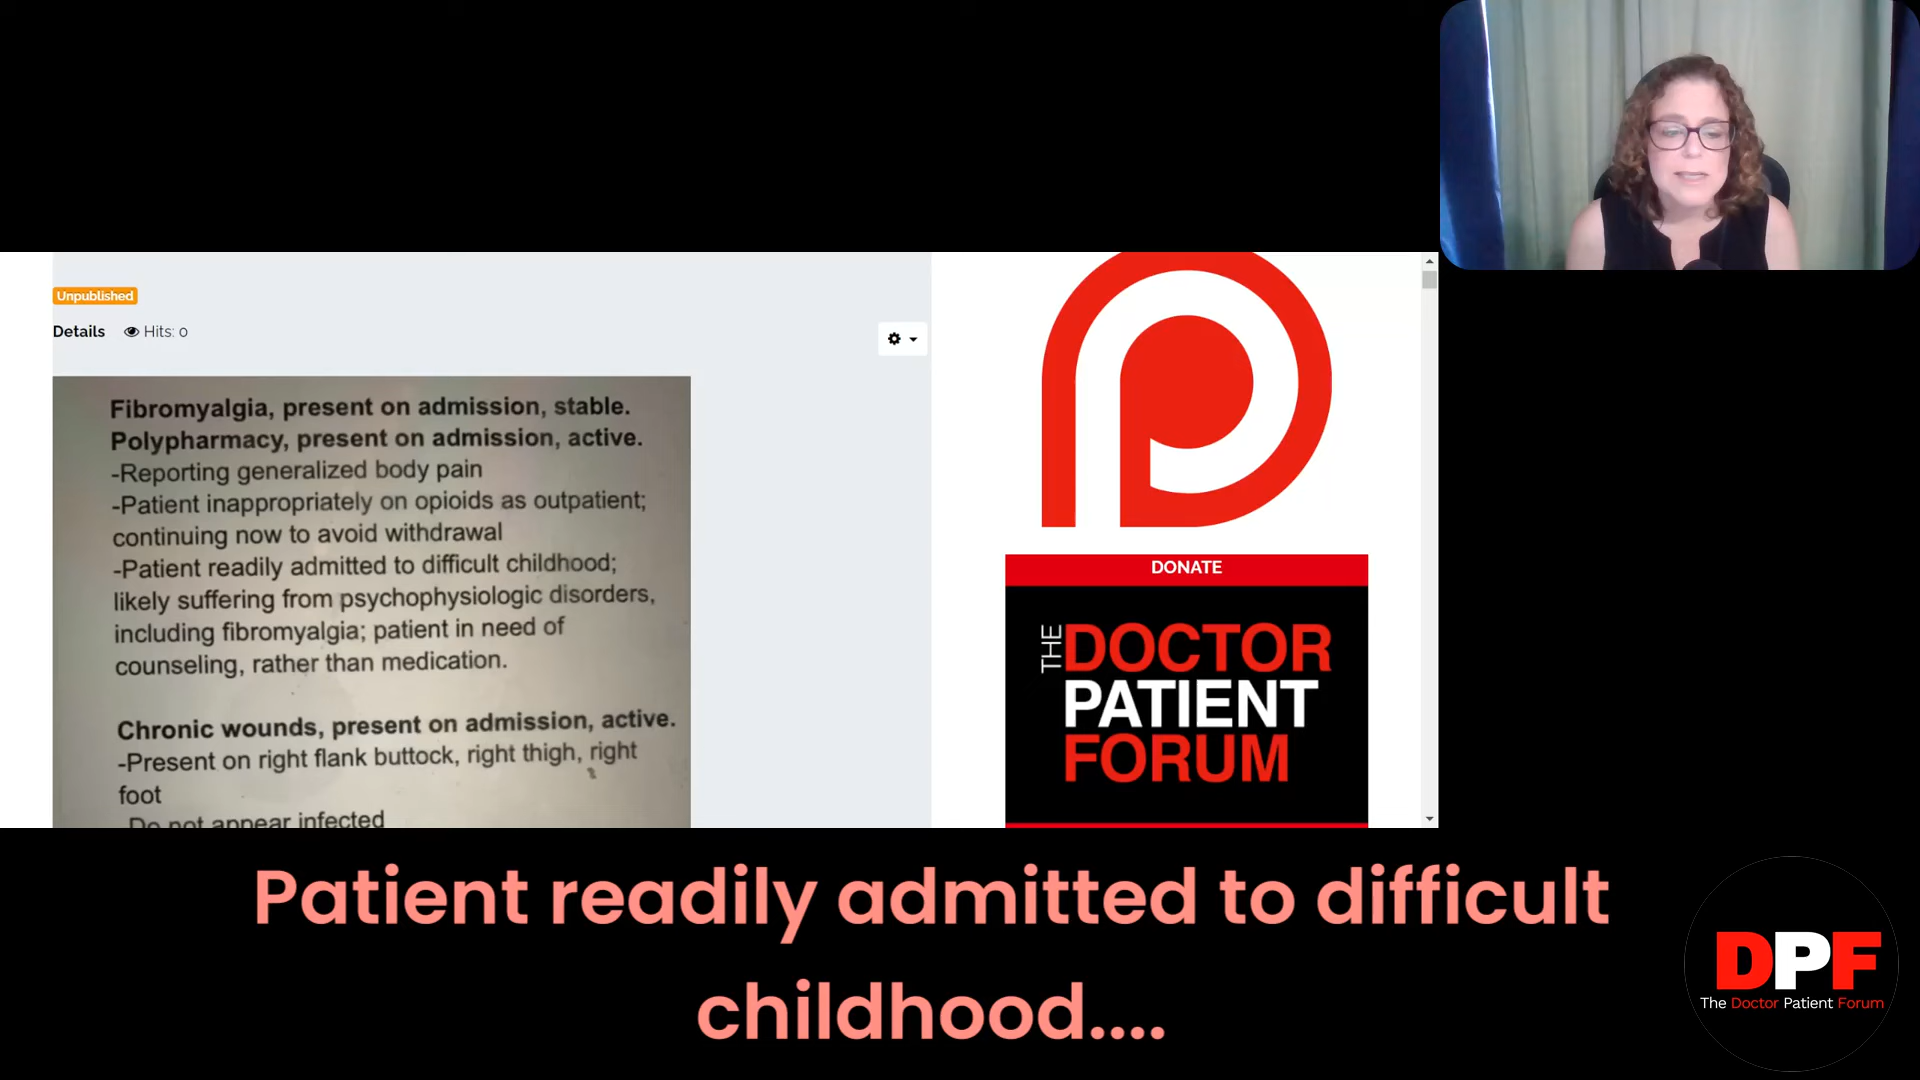 Unpublished
Details Hits: 0
Fibromyalgia, present on admission, stable.
Polypharmacy, present on admission, active.
-Reporting generalized body pain
-Patient inappropriately on opioids as outpatient;
continuing now to avoid withdrawal
-Patient readily admitted to difficult childhood;
likely suffering from psychophysiologic disorders,
including fibromyalgia; patient in need of
counseling, rather than medication.
Chronic wounds, present on admission, active.
-Present on right flank buttock, right thigh, right
foot
-Do not appear infected
DONATE
THE
DOCTOR
PATIENT
FORUM
Patient readily admitted to difficult
childhood....
DPF
The Doctor Patient Forum